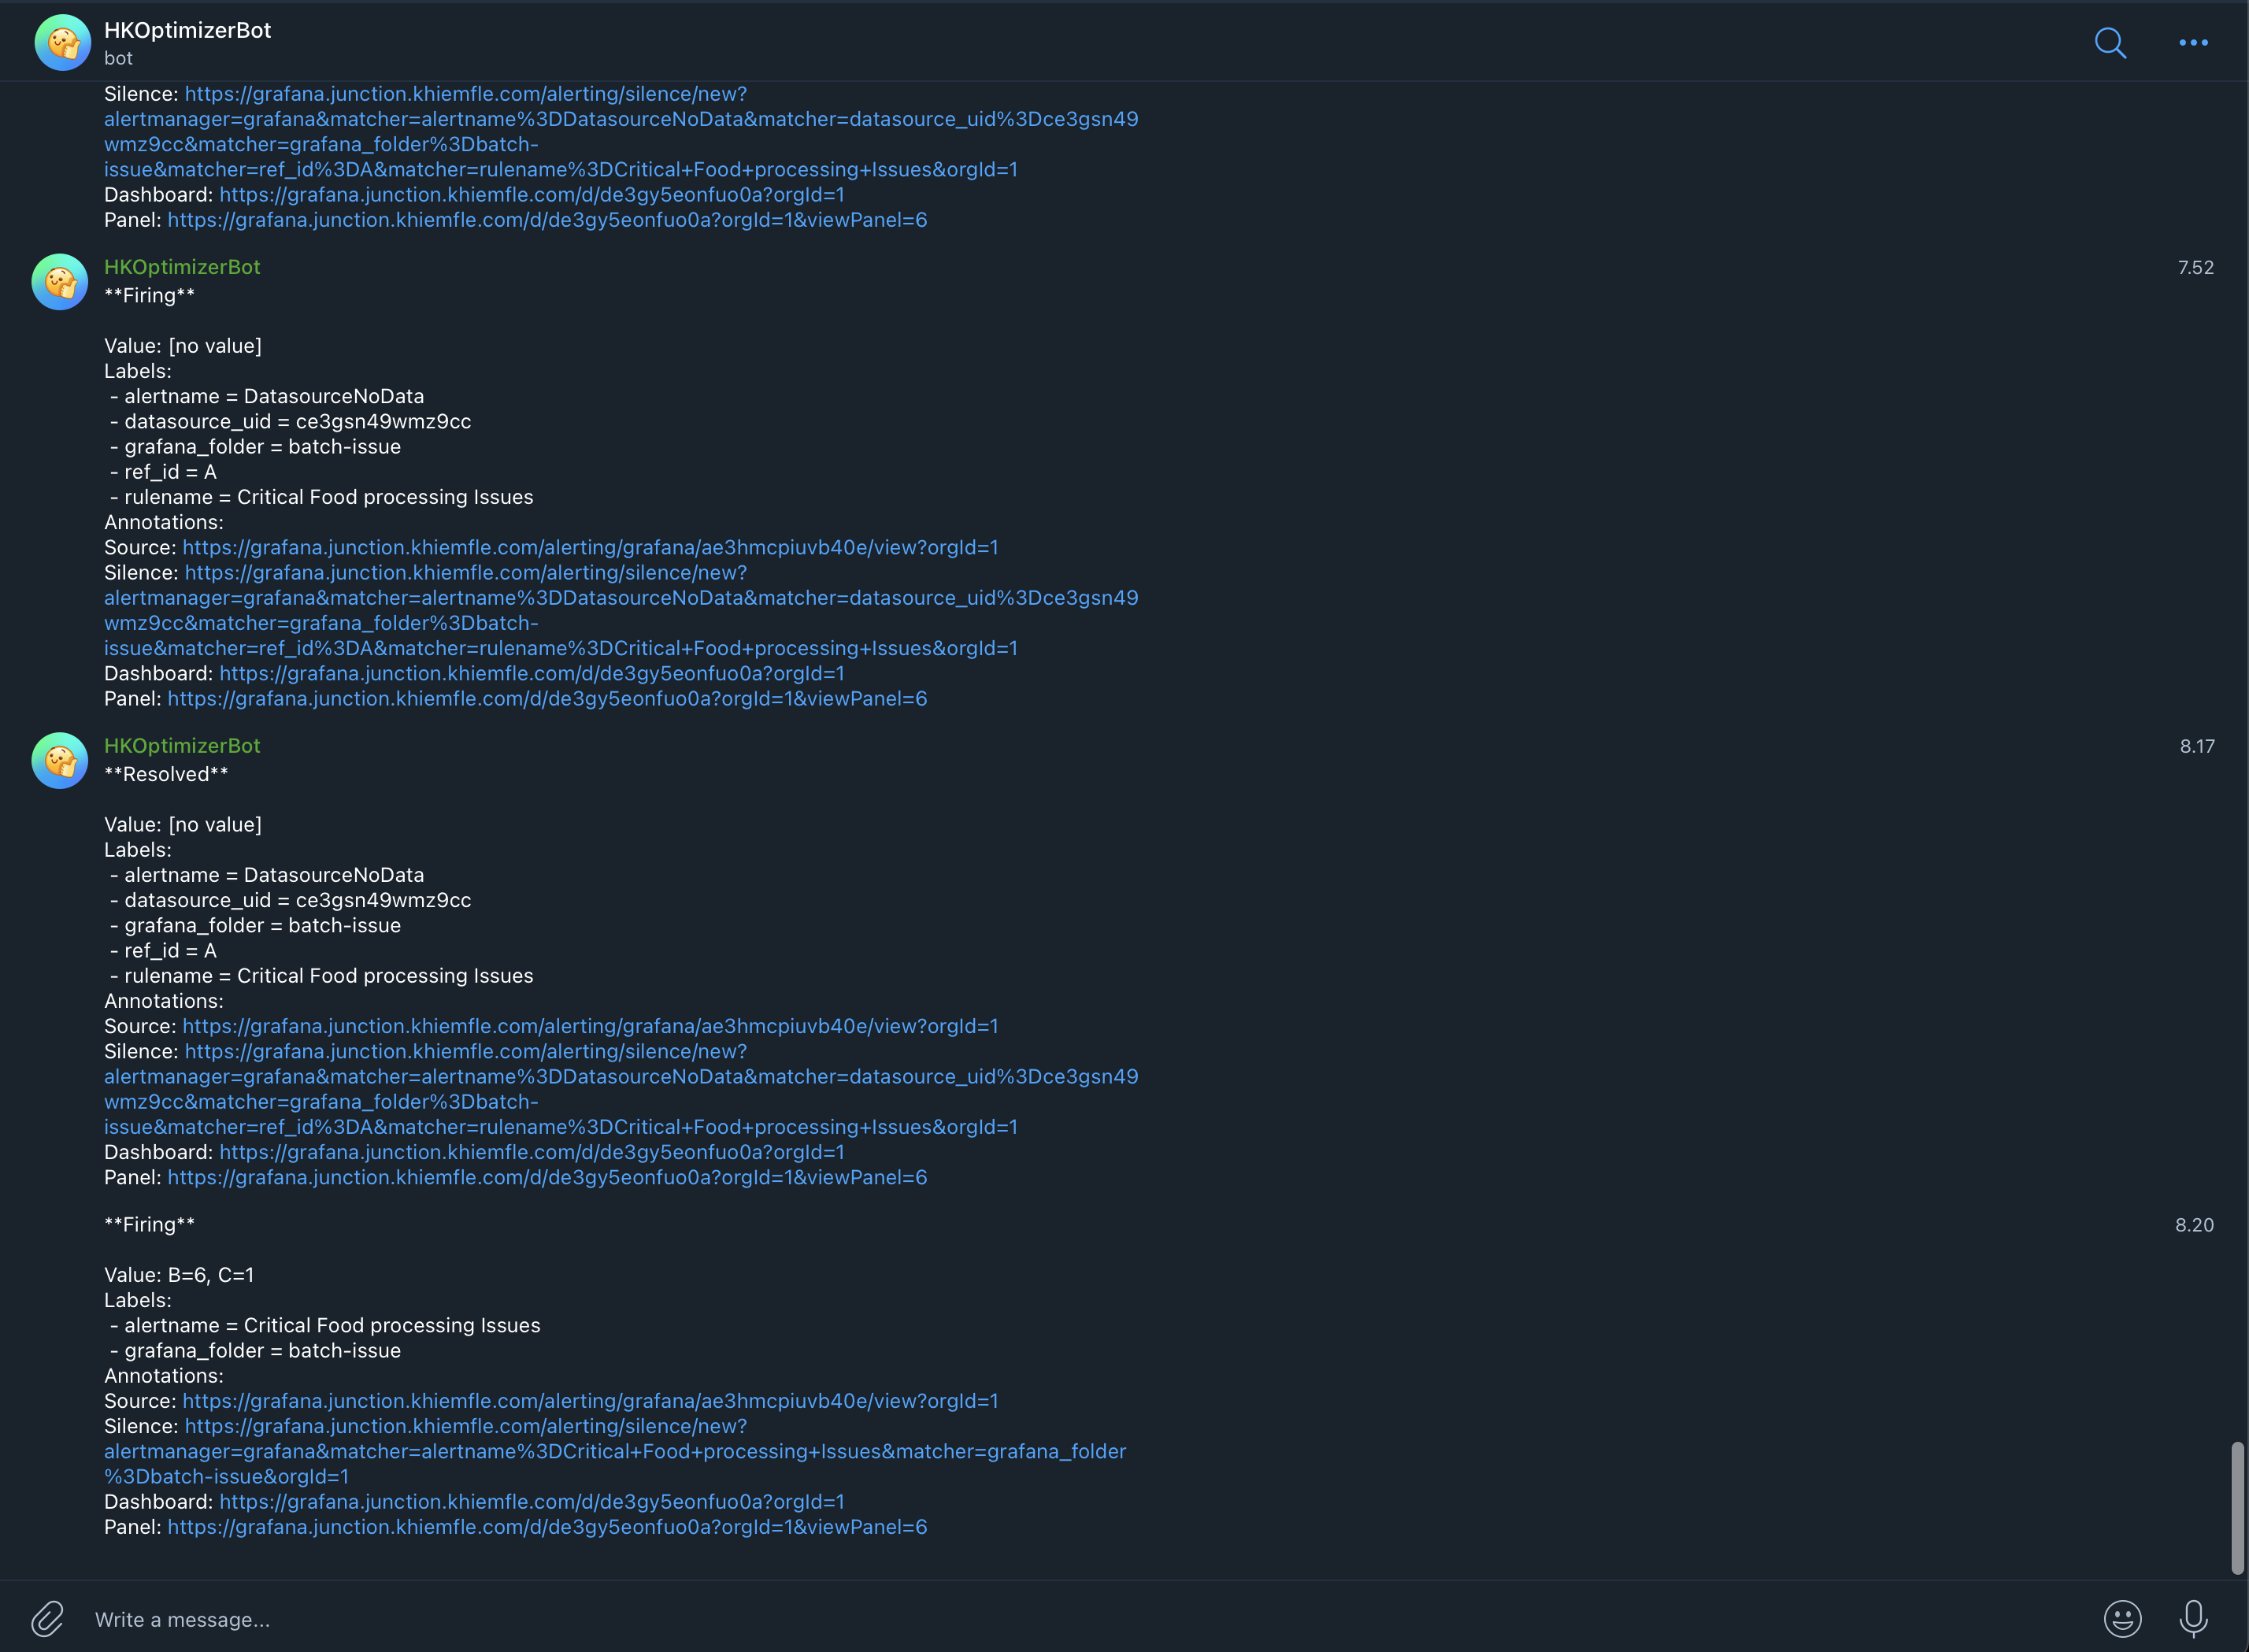 HKOptimizerBot
bot
Silence: https://grafana.junction.khiemfle.com/alerting/silence/new?
alertmanager=grafana&matcher=alertname%3DDatasourceNoData&matcher=datasource_uid%3Dce3gsn49
wmz9cc&matcher=grafana_folder%3Dbatch-
issue&matcher=ref_id%3DA&matcher=rulename%3DCritical+Food+processing+Issues&orgId=1
Dashboard: https://grafana.junction.khiemfle.com/d/de3gy5eonfuo0a?orgId=1
Panel: https://grafana.junction.khiemfle.com/d/de3gy5eonfuo0a?orgId=1&viewPanel=6
HKOptimizerBot 7.52
**Firing**
Value: [no value]
Labels:
- alertname = DatasourceNoData
- datasource_uid = ce3gsn49wmz9cc
- grafana_folder = batch-issue
- ref_id = A
- rulename = Critical Food processing Issues
Annotations:
Source: https://grafana.junction.khiemfle.com/alerting/grafana/ae3hmcpiuvb40e/view?orgId=1
Silence: https://grafana.junction.khiemfle.com/alerting/silence/new?
alertmanager=grafana&matcher=alertname%3DDatasourceNoData&matcher=datasource_uid%3Dce3gsn49
wmz9cc&matcher=grafana_folder%3Dbatch-
issue&matcher=ref_id%3DA&matcher=rulename%3DCritical+Food+processing+Issues&orgId=1
Dashboard: https://grafana.junction.khiemfle.com/d/de3gy5eonfuo0a?orgId=1
Panel: https://grafana.junction.khiemfle.com/d/de3gy5eonfuo0a?orgId=1&viewPanel=6
HKOptimizerBot 8.17
**Resolved**
Value: [no value]
Labels:
- alertname = DatasourceNoData
- datasource_uid = ce3gsn49wmz9cc
- grafana_folder = batch-issue
- ref_id = A
- rulename = Critical Food processing Issues
Annotations:
Source: https://grafana.junction.khiemfle.com/alerting/grafana/ae3hmcpiuvb40e/view?orgId=1
Silence: https://grafana.junction.khiemfle.com/alerting/silence/new?
alertmanager=grafana&matcher=alertname%3DDatasourceNoData&matcher=datasource_uid%3Dce3gsn49
wmz9cc&matcher=grafana_folder%3Dbatch-
issue&matcher=ref_id%3DA&matcher=rulename%3DCritical+Food+processing+Issues&orgId=1
Dashboard: https://grafana.junction.khiemfle.com/d/de3gy5eonfuo0a?orgId=1
Panel: https://grafana.junction.khiemfle.com/d/de3gy5eonfuo0a?orgId=1&viewPanel=6
**Firing** 8.20
Value: B=6, C=1
Labels:
- alertname = Critical Food processing Issues
- grafana_folder = batch-issue
Annotations:
Source: https://grafana.junction.khiemfle.com/alerting/grafana/ae3hmcpiuvb40e/view?orgId=1
Silence: https://grafana.junction.khiemfle.com/alerting/silence/new?
alertmanager=grafana&matcher=alertname%3DCritical+Food+processing+Issues&matcher=grafana_folder
%3Dbatch-issue&orgId=1
Dashboard: https://grafana.junction.khiemfle.com/d/de3gy5eonfuo0a?orgId=1
Panel: https://grafana.junction.khiemfle.com/d/de3gy5eonfuo0a?orgId=1&viewPanel=6
Write a message...